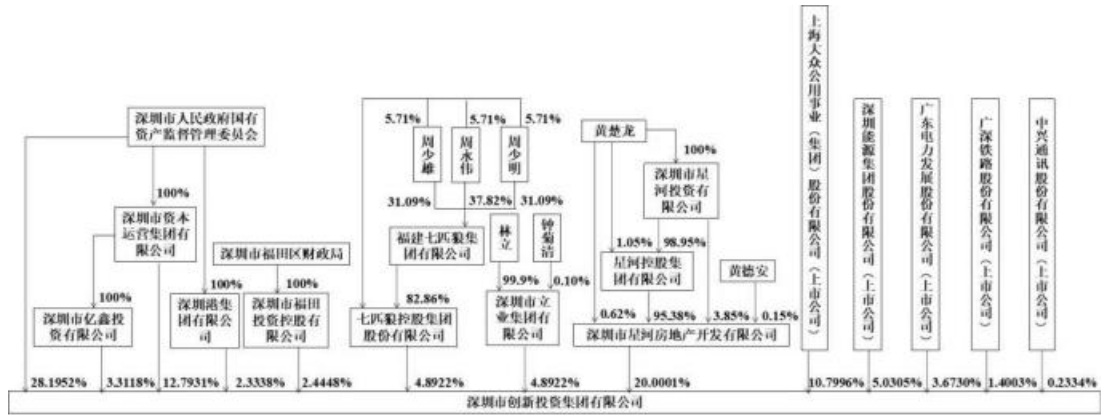 深圳市人民政府国有
资产监督管理委员会
100%
深圳市资本
运营集团有
限公司
100%
深圳市亿鑫投
资有限公司
100%
深圳港集
团有限公
司
深圳市福田区财政局
100%
深圳市福田
投资控股有
限公司
5.71%
5.71%
5.71%
周少雄
周永伟
周少明
31.09%
37.82%
31.09%
福建七匹狼集
团有限公司
82.86%
七匹狼控股集团
股份有限公司
林立
钟菊清
99.9%
0.10%
深圳市立
业集团有
限公司
黄楚龙
100%
深圳市星
河投资有
限公司
1.05%
98.95%
星河控股集
团有限公司
黄德安
0.62%
95.38%
3.85%
0.15%
深圳市星河房地产开发有限公司
上海大众公用事业（集团）股份有限公司（上市公司）
深圳能源集团股份有限公司（上市公司）
广东电力发展股份有限公司（上市公司）
广深铁路股份有限公司（上市公司）
中兴通讯股份有限公司（上市公司）
28.1952%
3.3118%
12.7931%
2.3338%
2.4448%
4.8922%
4.8922%
20.0001%
10.7996%
5.0305%
3.6730%
1.4003%
0.2334%
深圳市创新投资集团有限公司